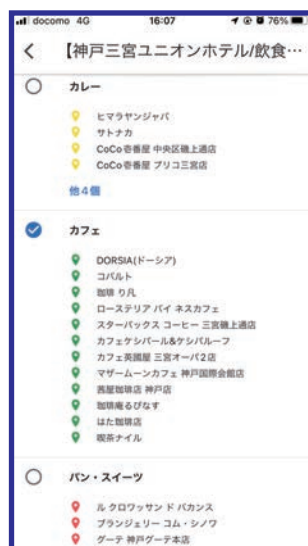 docomo 4G 16:07 76%
【神戸三宮ユニオンホテル/飲食…
カレー
ヒマラヤンジャバ
サトナカ
CoCo壱番屋 中央区磯上通店
CoCo壱番屋 プリコ三宮店
他4個
カフェ
DORSIA(ドーシア)
コバルト
珈琲 り凡
ローステリア バイ ネスカフェ
スターバックス コーヒー 三宮磯上通店
カフェケシパール&ケシパルーフ
カフェ英國屋 三宮オーパ2店
マザームーンカフェ 神戸国際会館店
茜屋珈琲店 神戸店
珈琲庵るぴなす
はた珈琲店
喫茶ナイル
パン・スイーツ
ル クロワッサン ド バカンス
ブランジェリー コム・シノワ
グーテ 神戸グーテ本店